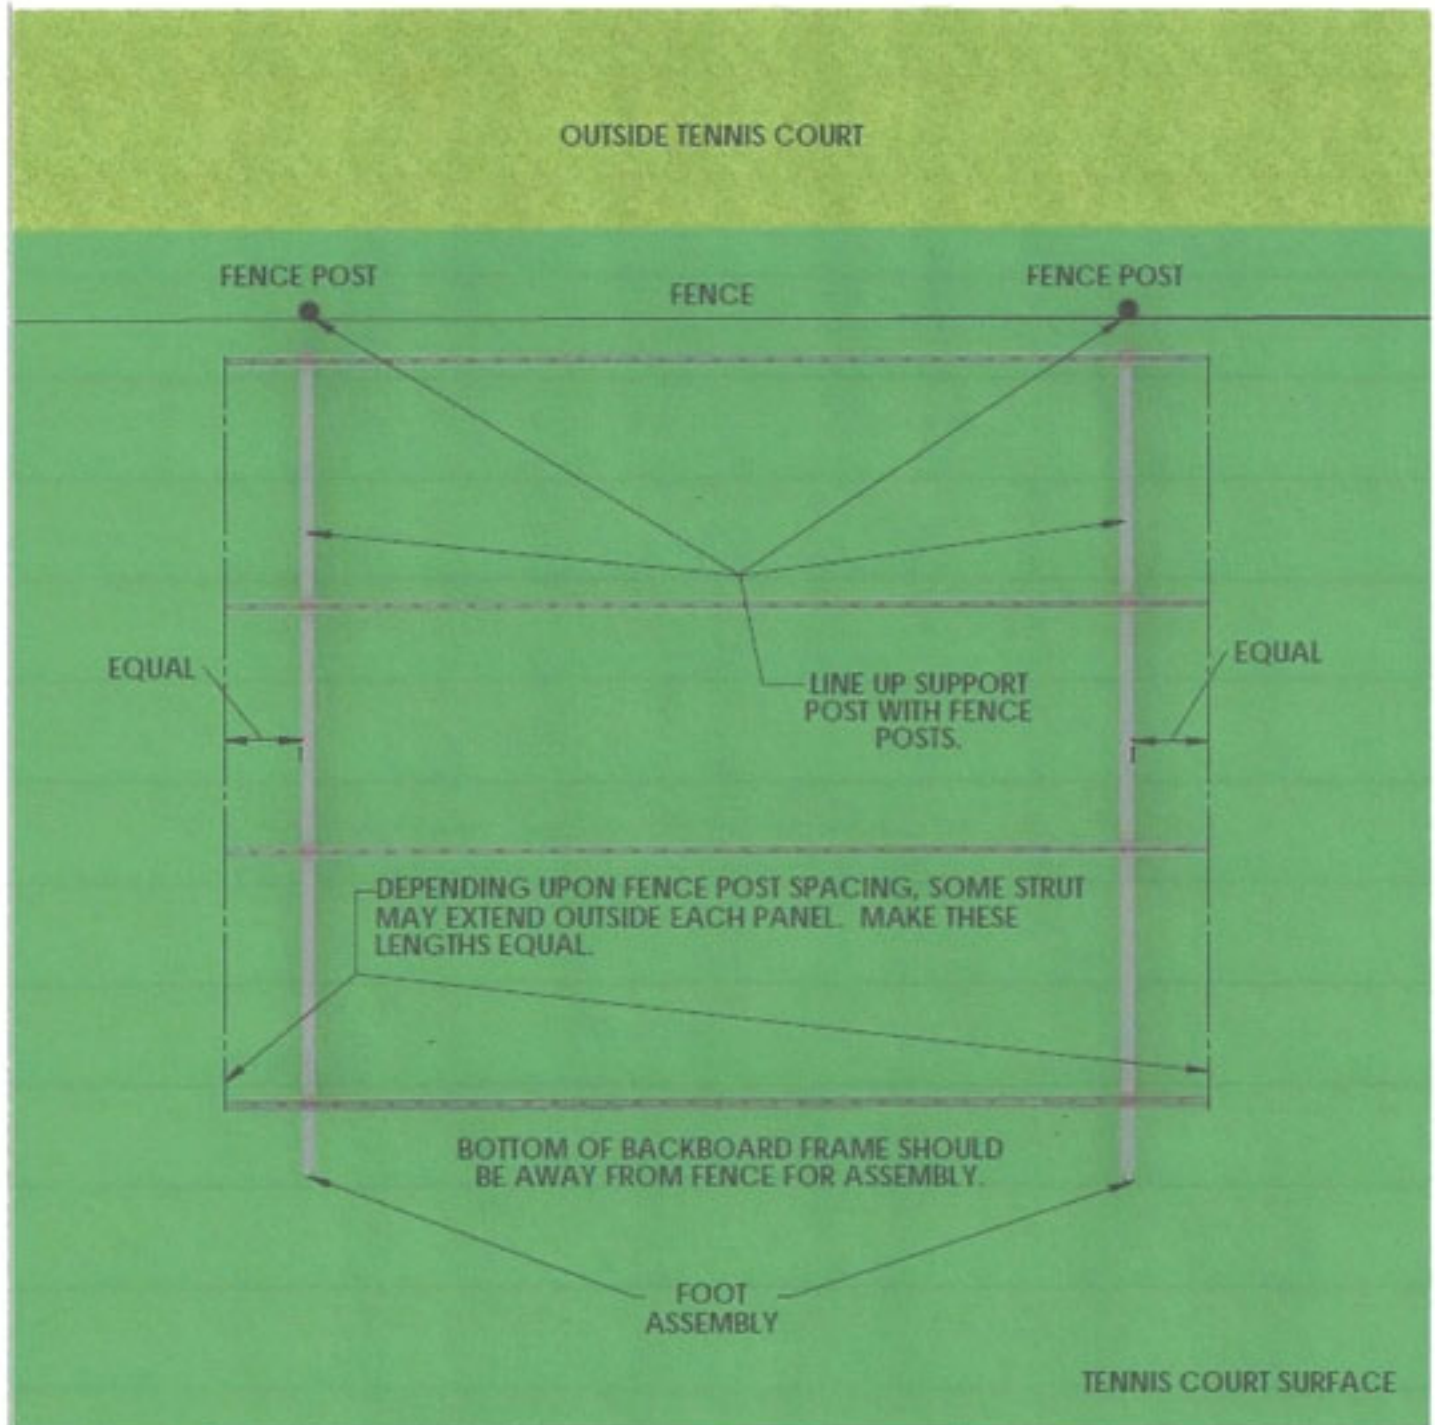 OUTSIDE TENNIS COURT
FENCE POST
FENCE
FENCE POST
EQUAL
EQUAL
LINE UP SUPPORT
POST WITH FENCE
POSTS.
DEPENDING UPON FENCE POST SPACING, SOME STRUT
MAY EXTEND OUTSIDE EACH PANEL. MAKE THESE
LENGTHS EQUAL.
BOTTOM OF BACKBOARD FRAME SHOULD
BE AWAY FROM FENCE FOR ASSEMBLY.
FOOT
ASSEMBLY
TENNIS COURT SURFACE